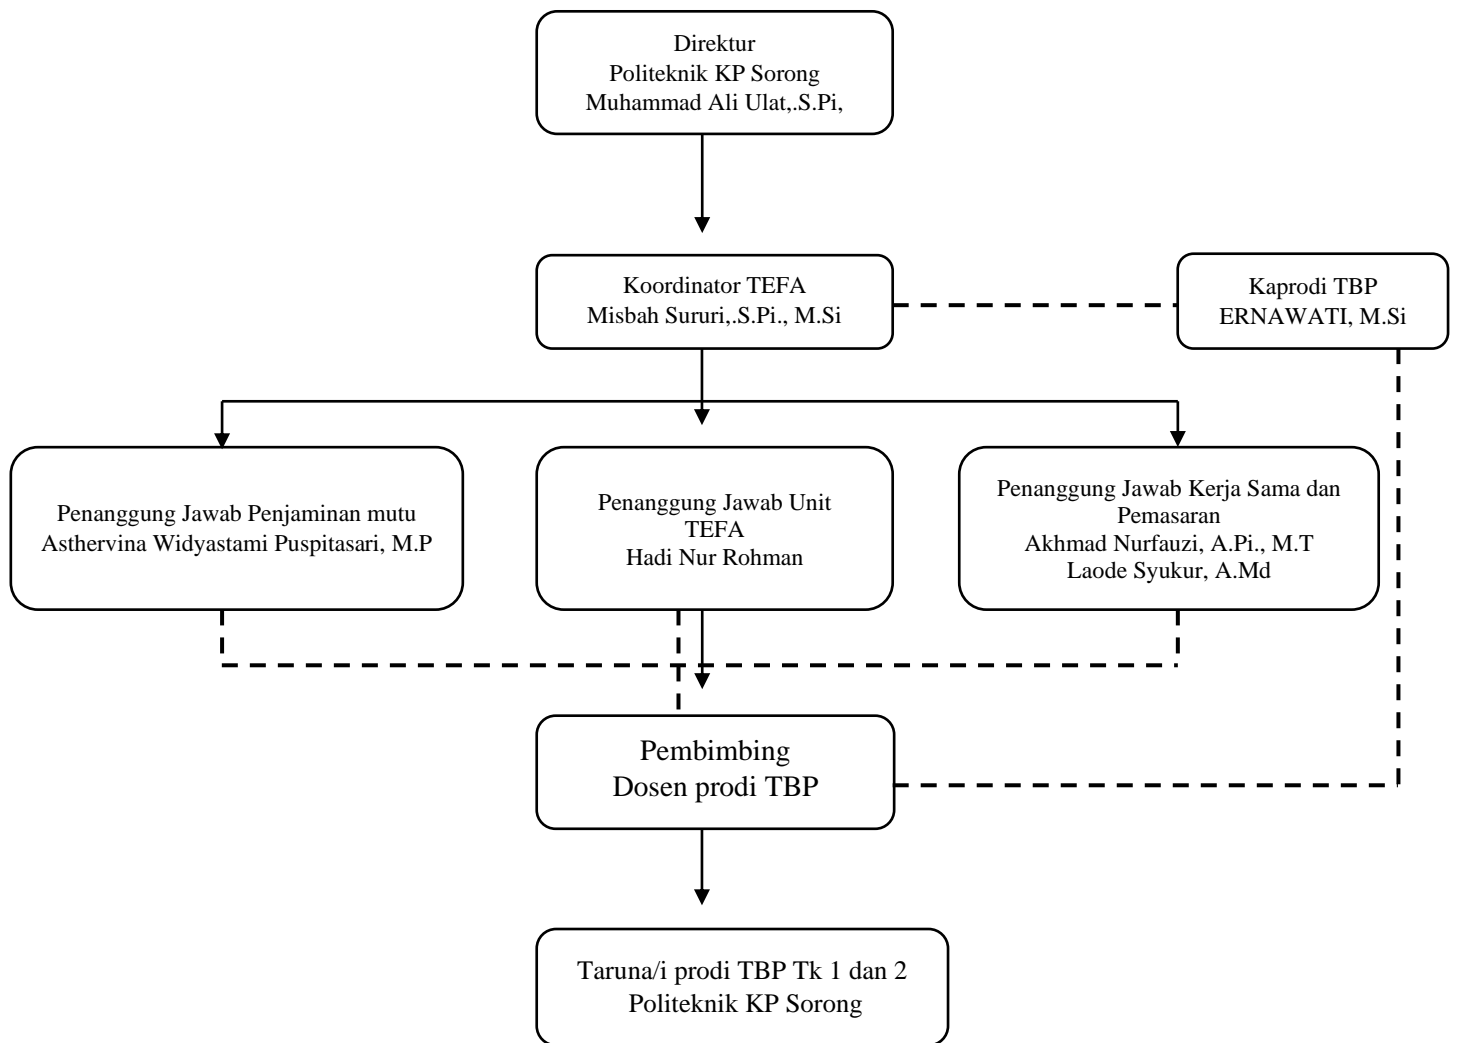 Direktur
Politeknik KP Sorong
Muhammad Ali Ulat,.S.Pi,
Koordinator TEFA
Misbah Sururi,.S.Pi., M.Si
Kaprodi TBP
ERNAWATI, M.Si
Penanggung Jawab Penjaminan mutu
Asthervina Widyastami Puspitasari, M.P
Penanggung Jawab Unit
TEFA
Hadi Nur Rohman
Penanggung Jawab Kerja Sama dan
Pemasaran
Akhmad Nurfauzi, A.Pi., M.T
Laode Syukur, A.Md
Pembimbing
Dosen prodi TBP
Taruna/i prodi TBP Tk 1 dan 2
Politeknik KP Sorong